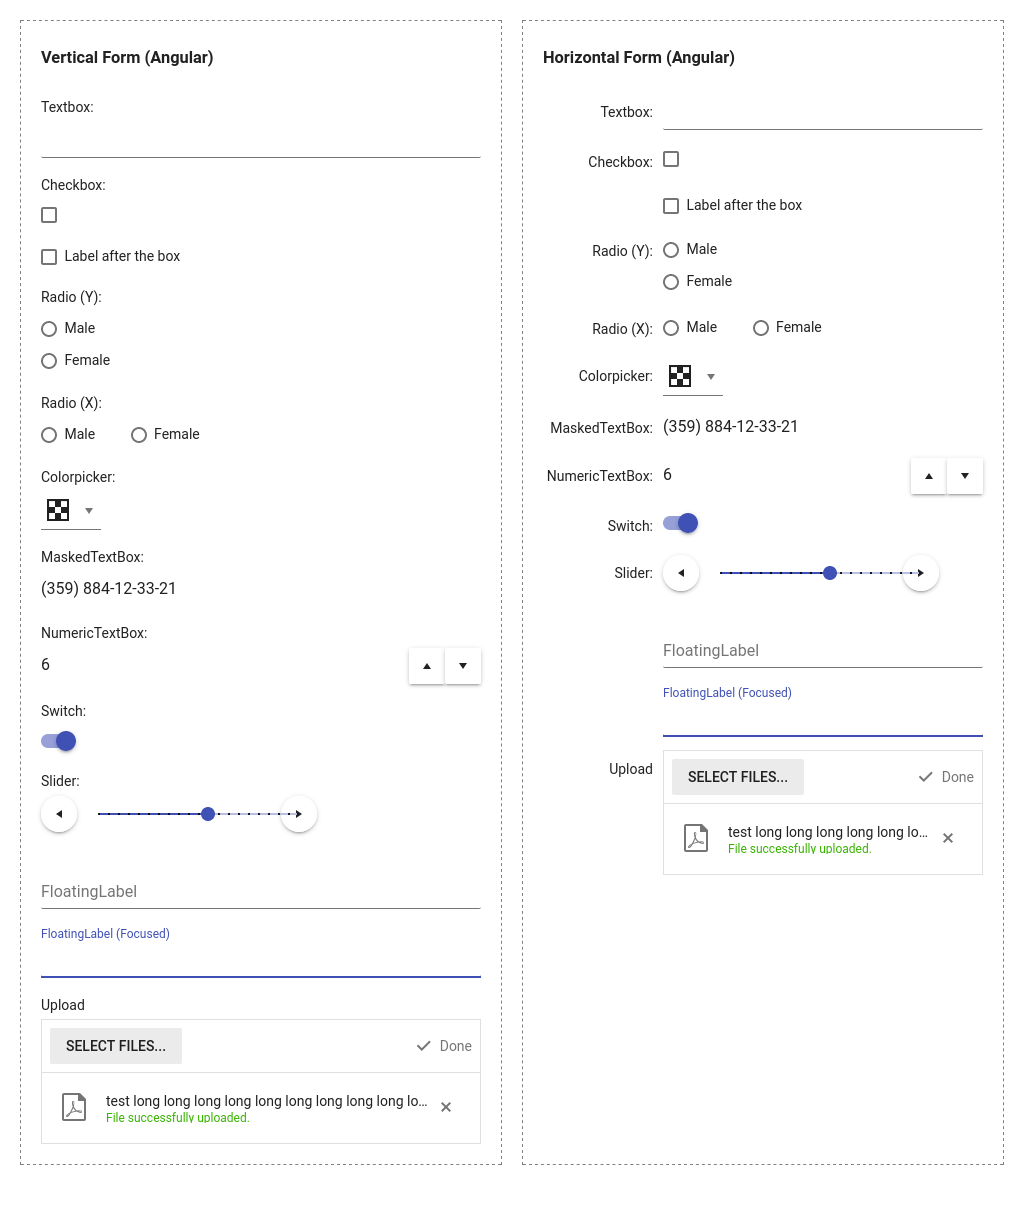 Vertical Form (Angular)
Textbox:
Checkbox:
Label after the box
Radio (Y):
Male
Female
Radio (X):
Male Female
Colorpicker:
MaskedTextBox:
(359) 884-12-33-21
NumericTextBox:
6
Switch:
Slider:
FloatingLabel
FloatingLabel (Focused)
Upload
SELECT FILES... Done
test long long long long long long long long long lo...
File successfully uploaded.
Horizontal Form (Angular)
Textbox:
Checkbox:
Label after the box
Radio (Y): Male
Female
Radio (X): Male Female
Colorpicker:
MaskedTextBox: (359) 884-12-33-21
NumericTextBox: 6
Switch:
Slider:
FloatingLabel
FloatingLabel (Focused)
Upload SELECT FILES... Done
test long long long long long lo...
File successfully uploaded.